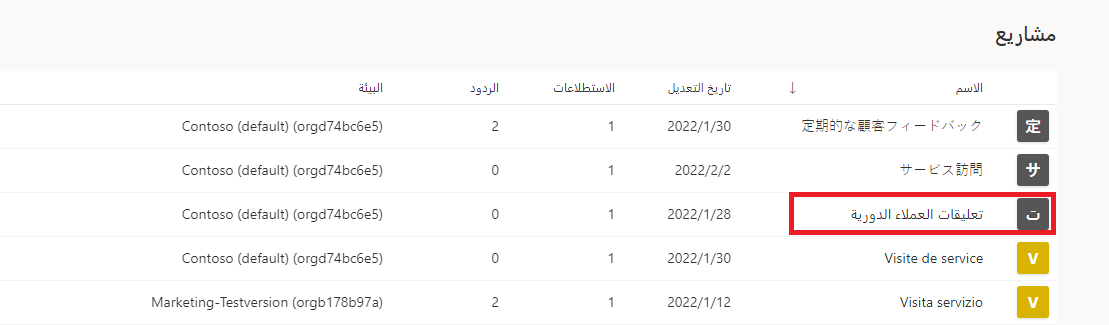 مشاريع
الاسم ↓ تاريخ التعديل الاستطلاعات الردود البيئة
定 定期的な顧客フィードバック 2022/1/30 1 2 Contoso (default) (orgd74bc6e5)
サ サービス訪問 2022/2/2 1 0 Contoso (default) (orgd74bc6e5)
ت تعليقات العملاء الدورية 2022/1/28 1 0 Contoso (default) (orgd74bc6e5)
V Visite de service 2022/1/30 1 0 Contoso (default) (orgd74bc6e5)
V Visita servizio 2022/1/12 1 2 Marketing-Testversion (orgb178b97a)